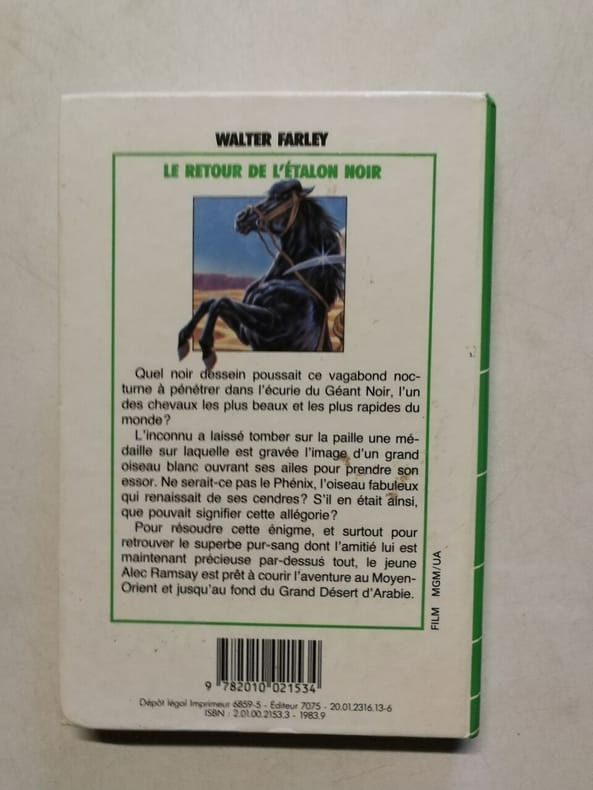 WALTER FARLEY
LE RETOUR DE L'ÉTALON NOIR
Quel noir dessein poussait ce vagabond noc-
turne à pénétrer dans l'écurie du Géant Noir, l'un
des chevaux les plus beaux et les plus rapides du
monde?
L'inconnu a laissé tomber sur la paille une mé-
daille sur laquelle est gravée l'image d'un grand
oiseau blanc ouvrant ses ailes pour prendre son
essor. Ne serait-ce pas le Phénix, l'oiseau fabuleux
qui renaissait de ses cendres? S'il en était ainsi,
que pouvait signifier cette allégorie?
Pour résoudre cette énigme, et surtout pour
retrouver le superbe pur-sang dont l'amitié lui est
maintenant précieuse par-dessus tout, le jeune
Alec Ramsay est prêt à courir l'aventure au Moyen-
Orient et jusqu'au fond du Grand Désert d'Arabie.
FILM MGM/UA
9 782010 021534
Dépôt légal Imprimeur 6859-5 - Éditeur 7075 - 20.01.2316.13-6
ISBN : 2.01.00.2153.3 - 1983.9